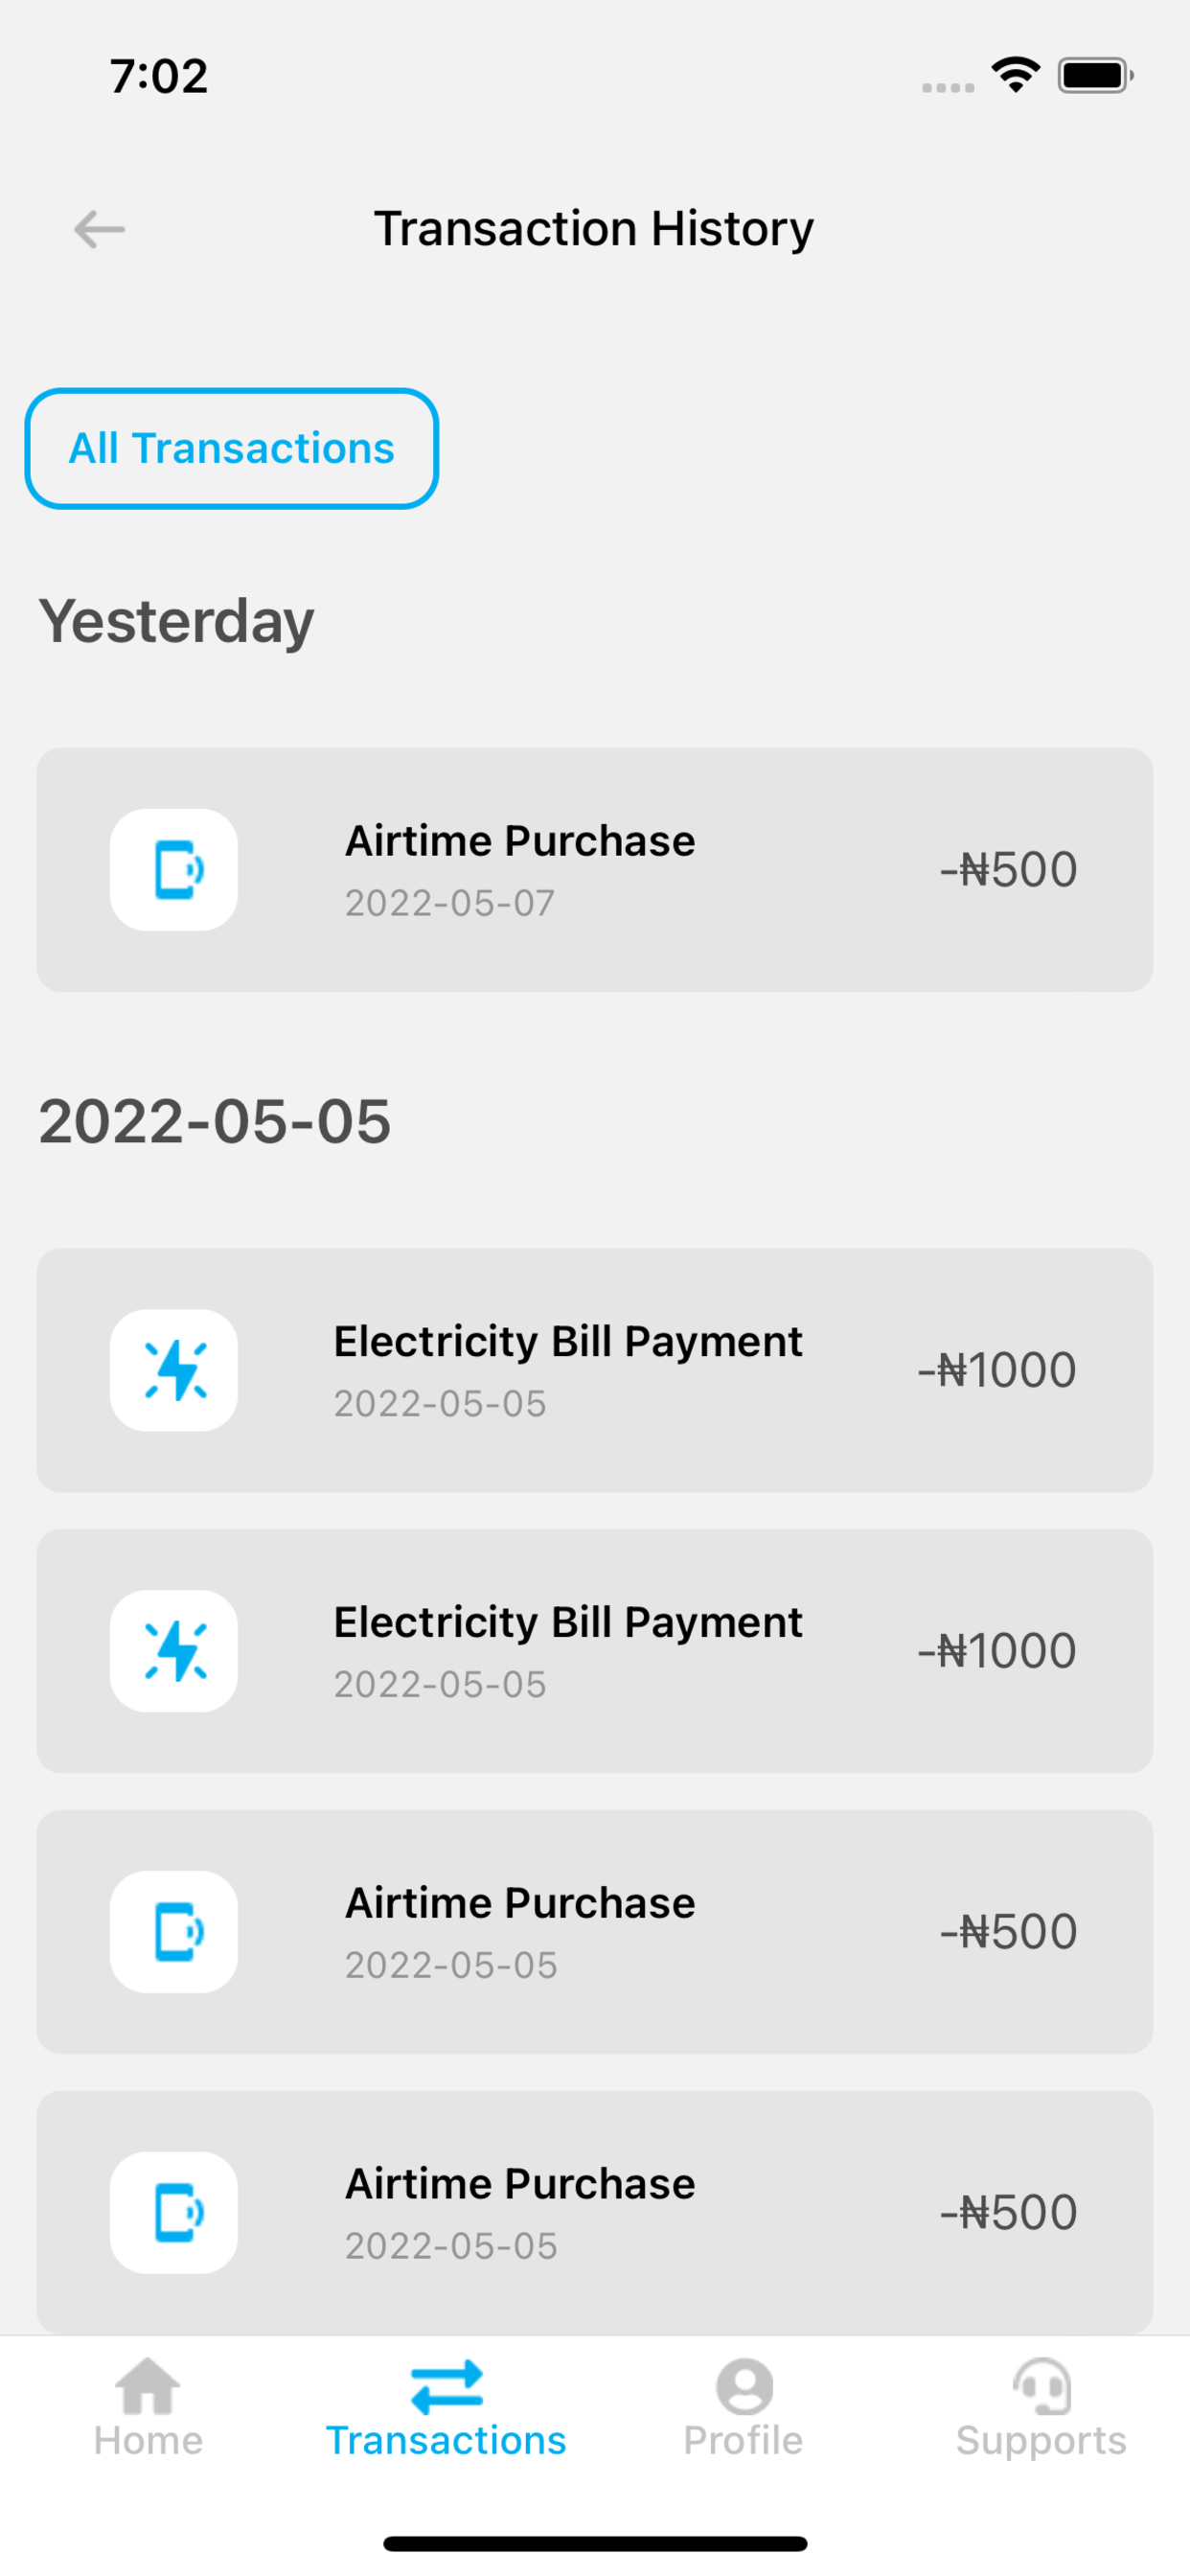 7:02
Transaction History
All Transactions
Yesterday
Airtime Purchase
2022-05-07
-₦500
2022-05-05
Electricity Bill Payment
2022-05-05
-₦1000
Electricity Bill Payment
2022-05-05
-₦1000
Airtime Purchase
2022-05-05
-₦500
Airtime Purchase
2022-05-05
-₦500
Home
Transactions
Profile
Supports